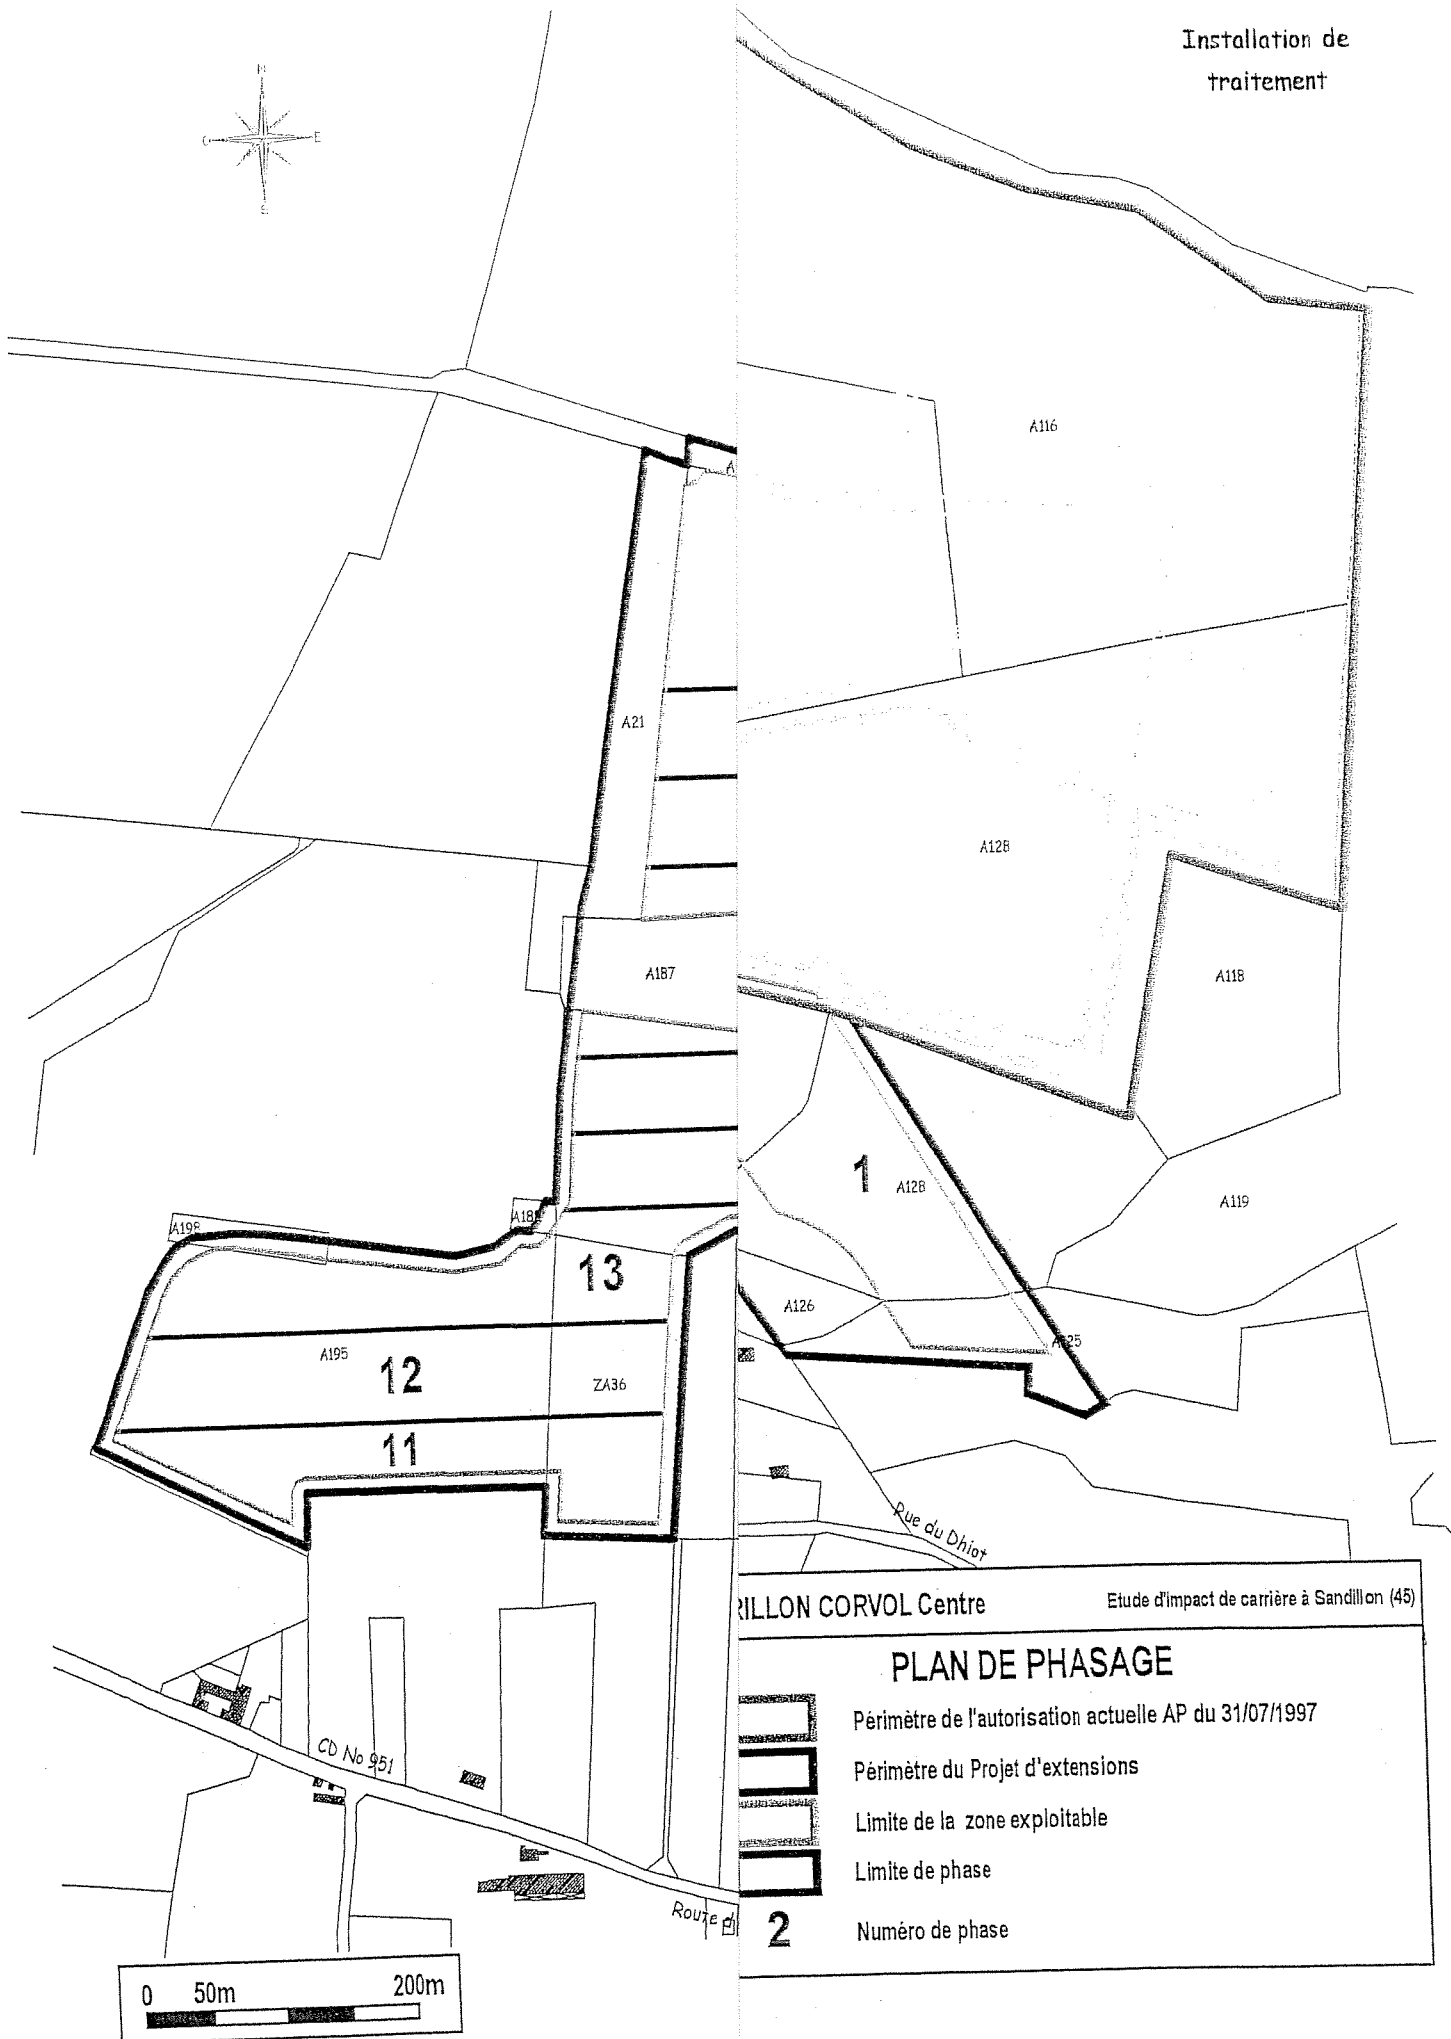 Installation de
traitement
N
E
S
A116
A21
A128
A187
A118
1
A128
A119
A198
13
A126
A195
12
ZA36
11
Rue du Dhiot
RILLON CORVOL Centre
Etude d'impact de carrière à Sandillon (45)
PLAN DE PHASAGE
Périmètre de l'autorisation actuelle AP du 31/07/1997
Périmètre du Projet d'extensions
Limite de la zone exploitable
Limite de phase
2 Numéro de phase
CD No 951
Route d
0 50m 200m